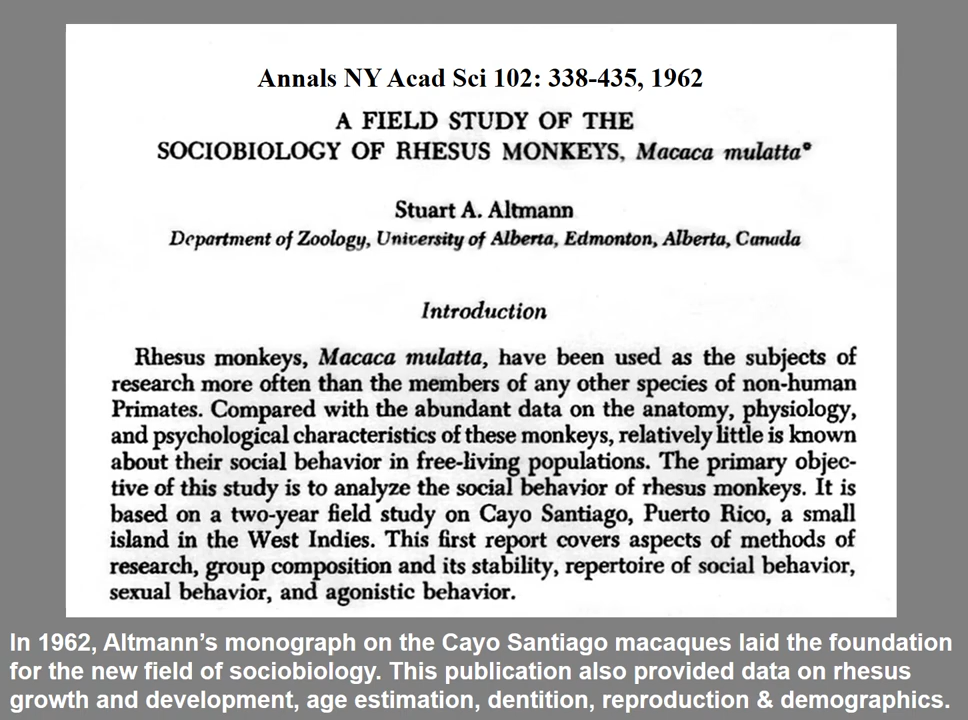 Annals NY Acad Sci 102: 338-435, 1962
A FIELD STUDY OF THE
SOCIOBIOLOGY OF RHESUS MONKEYS, Macaca mulatta*
Stuart A. Altmann
Department of Zoology, University of Alberta, Edmonton, Alberta, Canada
Introduction
Rhesus monkeys, Macaca mulatta, have been used as the subjects of
research more often than the members of any other species of non-human
Primates. Compared with the abundant data on the anatomy, physiology,
and psychological characteristics of these monkeys, relatively little is known
about their social behavior in free-living populations. The primary objec-
tive of this study is to analyze the social behavior of rhesus monkeys. It is
based on a two-year field study on Cayo Santiago, Puerto Rico, a small
island in the West Indies. This first report covers aspects of methods of
research, group composition and its stability, repertoire of social behavior,
sexual behavior, and agonistic behavior.
In 1962, Altmann’s monograph on the Cayo Santiago macaques laid the foundation
for the new field of sociobiology. This publication also provided data on rhesus
growth and development, age estimation, dentition, reproduction & demographics.